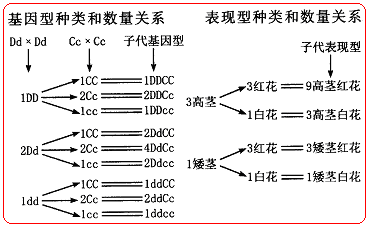 基因型种类和数量关系
Dd × Dd Cc × Cc 子代基因型
1DD
1CC 1DDCC
2Cc 2DDCc
1cc 1DDcc
2Dd
1CC 2DdCC
2Cc 4DdCc
1cc 2Ddcc
1dd
1CC 1ddCC
2Cc 2ddCc
1cc 1ddcc
表现型种类和数量关系
子代表现型
3高茎
3红花 9高茎红花
1白花 3高茎白花
1矮茎
3红花 3矮茎红花
1白花 1矮茎白花